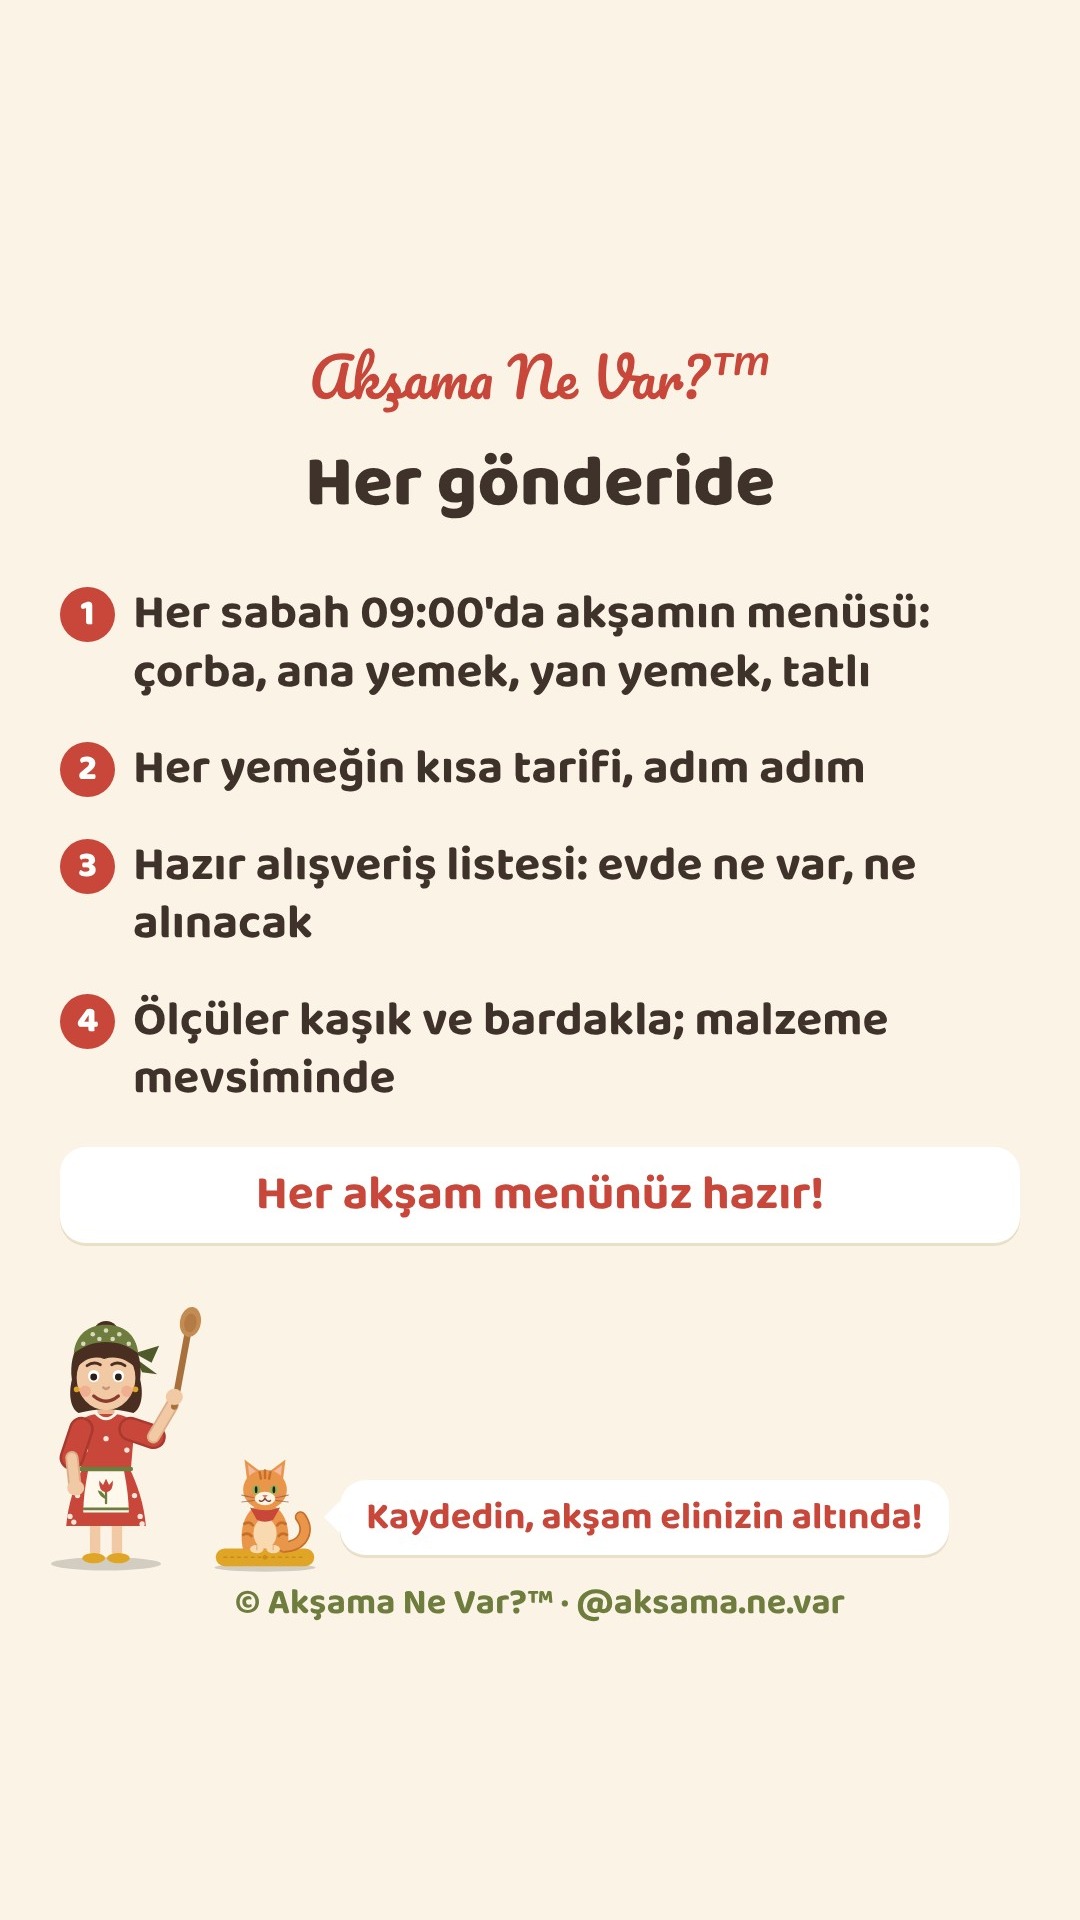 Akşama Ne Var?™
Her gönderide
1 Her sabah 09:00'da akşamın menüsü:
çorba, ana yemek, yan yemek, tatlı
2 Her yemeğin kısa tarifi, adım adım
3 Hazır alışveriş listesi: evde ne var, ne
alınacak
4 Ölçüler kaşık ve bardakla; malzeme
mevsiminde
Her akşam menünüz hazır!
Kaydedin, akşam elinizin altında!
© Akşama Ne Var?™ · @aksama.ne.var